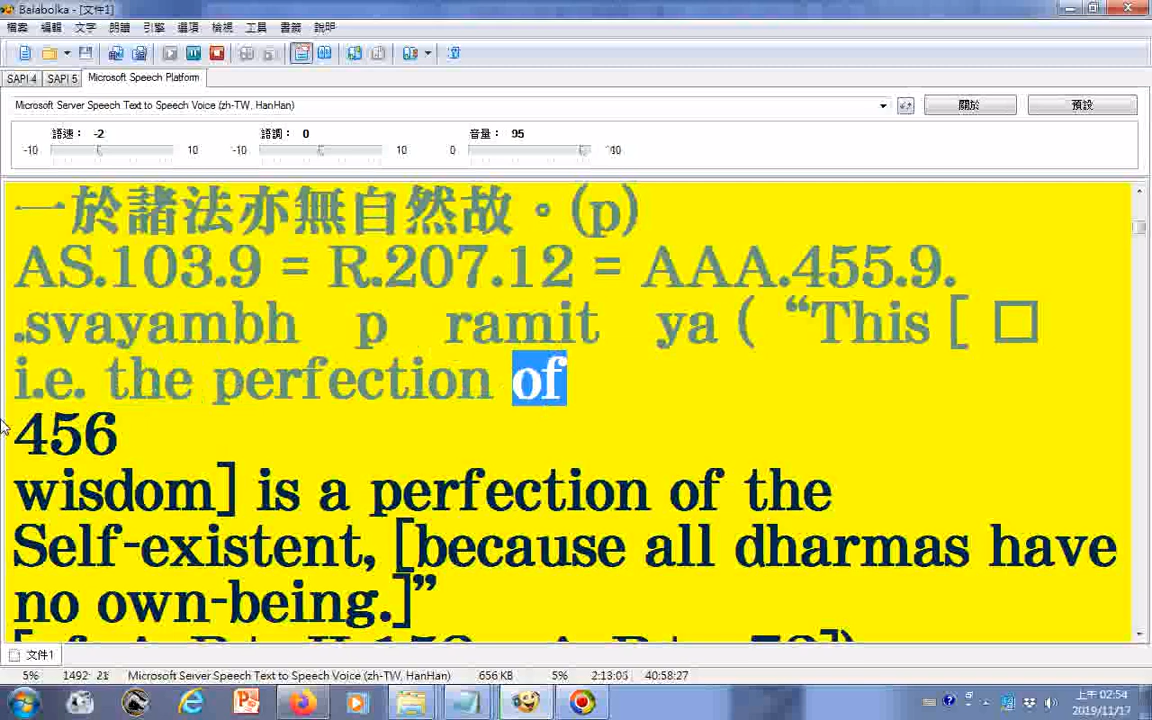 Balabolka - [文件1]
檔案 編輯 文字 朗讀 引擎 選項 檢視 工具 書籤 說明
SAPI 4 SAPI 5 Microsoft Speech Platform
Microsoft Server Speech Text to Speech Voice (zh-TW, HanHan) 關於 預設
語速： -2 語調： 0 音量： 95
-10 10 -10 10 0
一於諸法亦無自然故。(p)
AS.103.9 = R.207.12 = AAA.455.9.
.svayambh p ramit ya ( “This [ □
i.e. the perfection of
456
wisdom] is a perfection of the
Self-existent, [because all dharmas have
no own-being.]”
文件1
5% 1492: 21 Microsoft Server Speech Text to Speech Voice (zh-TW, HanHan) 656 KB 5% 2:13:05 40:58:27
上午 02:54
2019/11/17